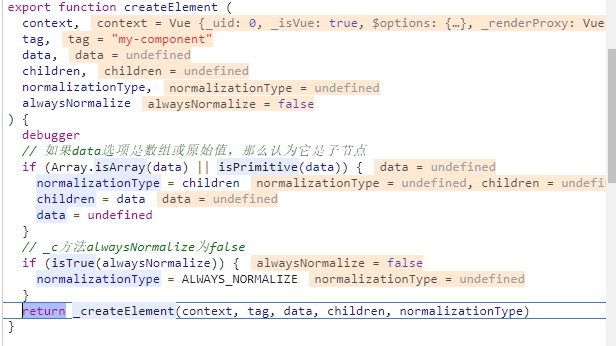 export function createElement (
  context,  context = Vue {_uid: 0, _isVue: true, $options: {…}, _renderProxy: Vue
  tag,  tag = "my-component"
  data,  data = undefined
  children,  children = undefined
  normalizationType,  normalizationType = undefined
  alwaysNormalize  alwaysNormalize = false
) {
  debugger
  // 如果data选项是数组或原始值，那么认为它是子节点
  if (Array.isArray(data) || isPrimitive(data)) {  data = undefined
    normalizationType = children  normalizationType = undefined, children = undefi
    children = data  data = undefined
    data = undefined
  }
  // _c方法alwaysNormalize为false
  if (isTrue(alwaysNormalize)) {  alwaysNormalize = false
    normalizationType = ALWAYS_NORMALIZE  normalizationType = undefined
  }
  return _createElement(context, tag, data, children, normalizationType)
}